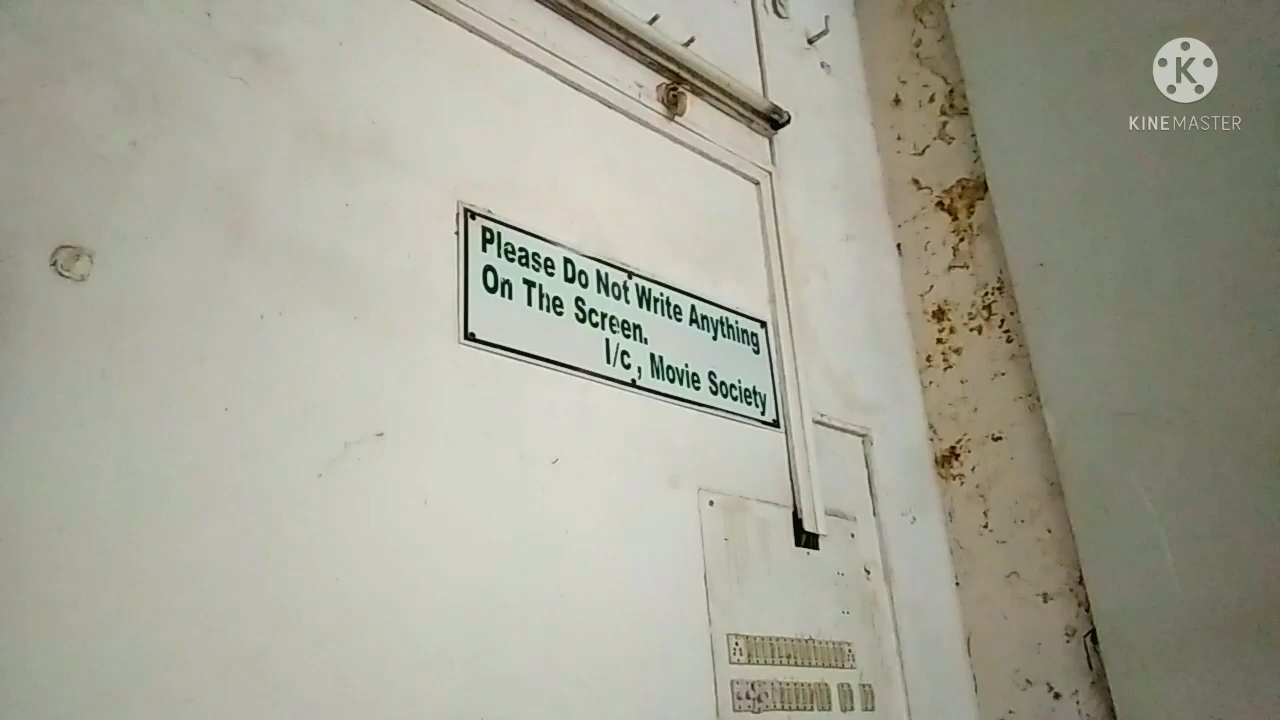 Please Do Not Write Anything
On The Screen.
I/c, Movie Society
K
KINEMASTER